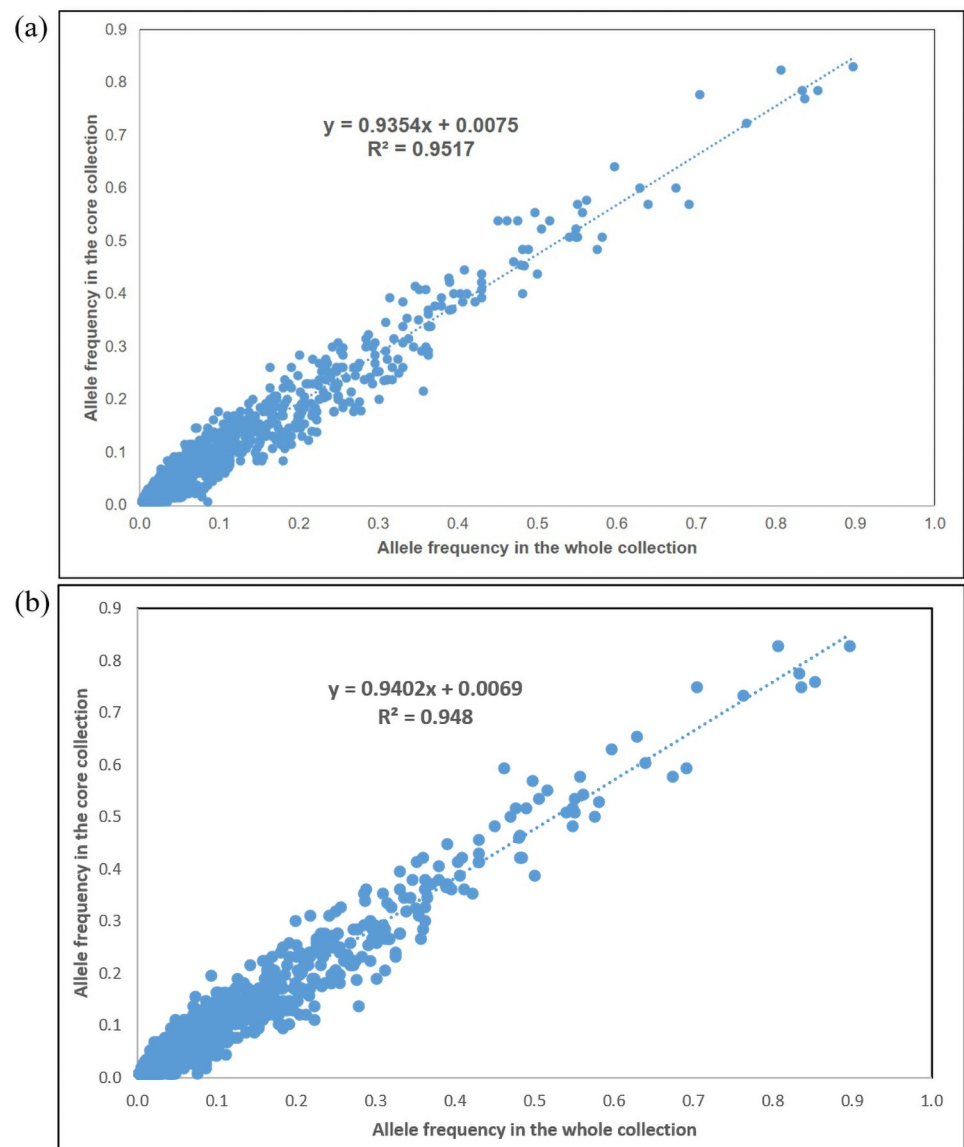 (a)
0.9
0.8
0.7
0.6
0.5
0.4
0.3
0.2
0.1
0.0
Allele frequency in the core collection
y = 0.9354x + 0.0075
R² = 0.9517
0.0 0.1 0.2 0.3 0.4 0.5 0.6 0.7 0.8 0.9 1.0
Allele frequency in the whole collection
(b)
0.9
0.8
0.7
0.6
0.5
0.4
0.3
0.2
0.1
0.0
Allele frequency in the core collection
y = 0.9402x + 0.0069
R² = 0.948
0.0 0.1 0.2 0.3 0.4 0.5 0.6 0.7 0.8 0.9 1.0
Allele frequency in the whole collection